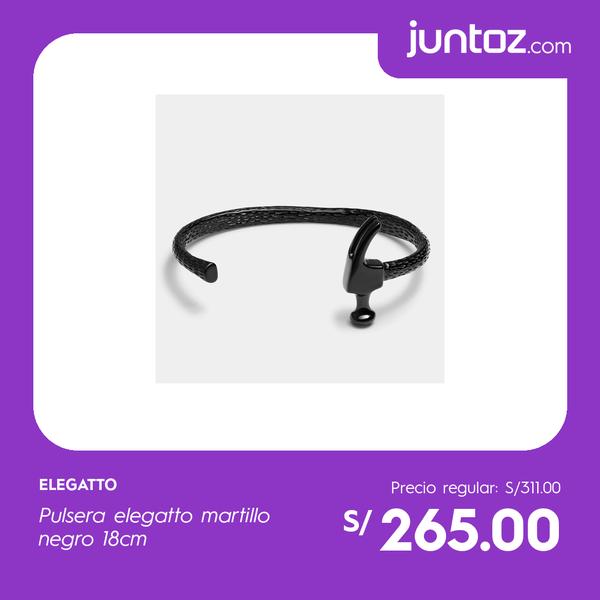 juntoz.com
ELEGATTO
Pulsera elegatto martillo
negro 18cm
Precio regular: S/311.00
S/ 265.00